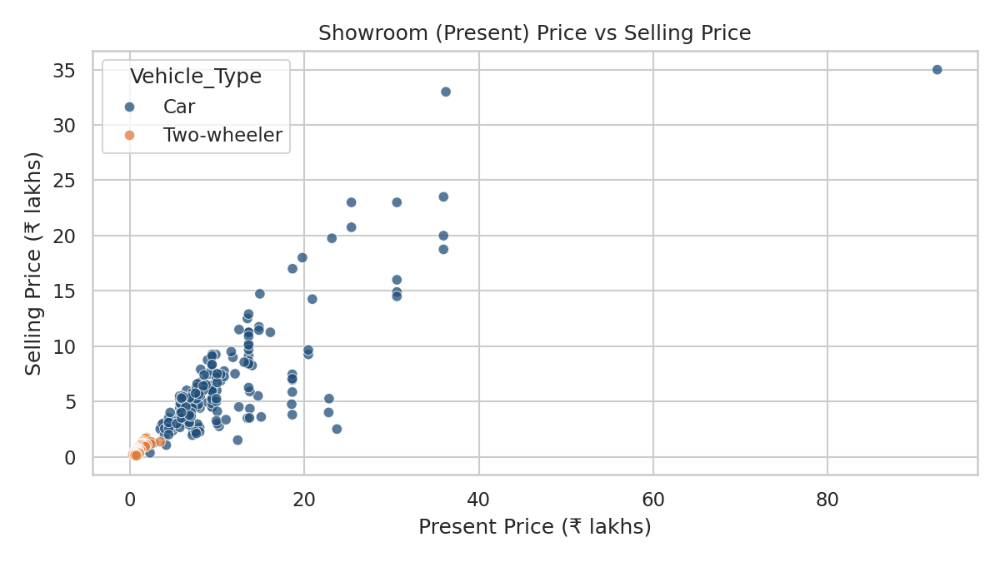 Showroom (Present) Price vs Selling Price
Vehicle_Type
Car
Two-wheeler
35
30
25
20
15
10
5
0
Selling Price (₹ lakhs)
0
20
40
60
80
Present Price (₹ lakhs)